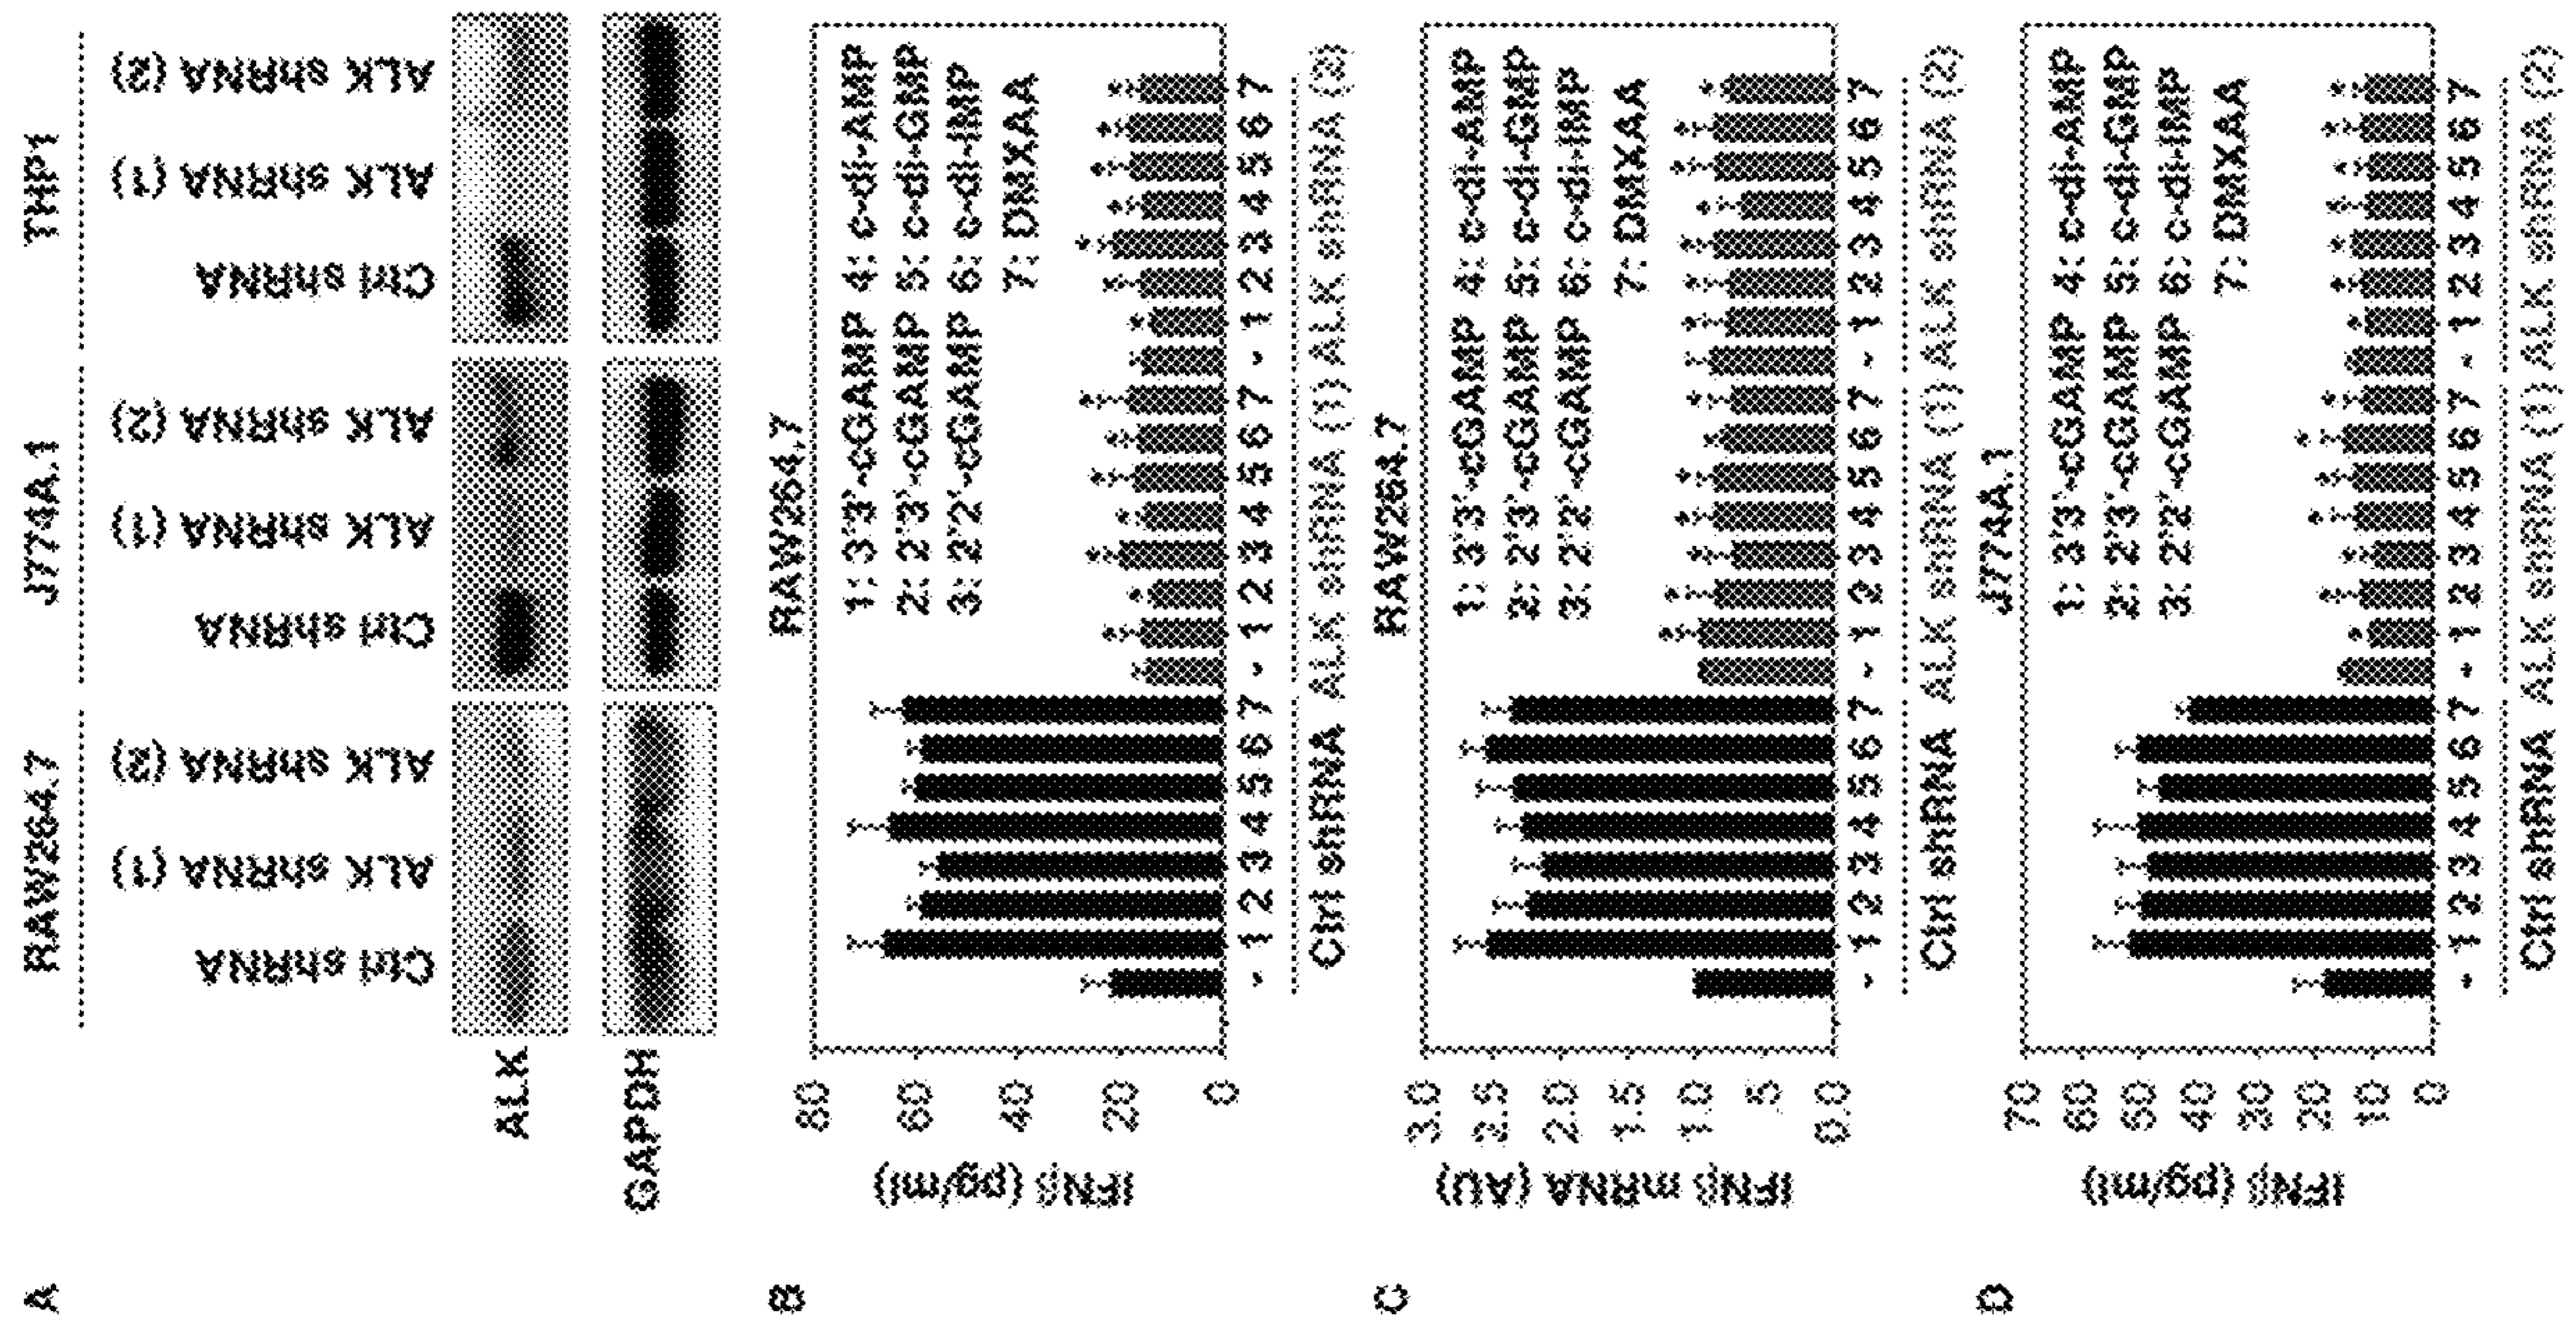 A
RAW264.7 J774A.1 THP1
Ctrl shRNA ALK shRNA (1) ALK shRNA (2) Ctrl shRNA ALK shRNA (1) ALK shRNA (2) Ctrl shRNA ALK shRNA (1) ALK shRNA (2)
ALK
GAPDH
B
RAW264.7
IFNβ (pg/ml)
80
60
40
20
0
1: 3'3'-cGAMP 4: c-di-AMP
2: 2'3'-cGAMP 5: c-di-GMP
3: 2'2'-cGAMP 6: c-di-IMP
7: DMXAA
- 1 2 3 4 5 6 7 - 1 2 3 4 5 6 7 - 1 2 3 4 5 6 7
Ctrl shRNA ALK shRNA (1) ALK shRNA (2)
C
RAW264.7
IFNβ mRNA (AU)
3.0
2.5
2.0
1.5
1.0
.5
0.0
1: 3'3'-cGAMP 4: c-di-AMP
2: 2'3'-cGAMP 5: c-di-GMP
3: 2'2'-cGAMP 6: c-di-IMP
7: DMXAA
- 1 2 3 4 5 6 7 - 1 2 3 4 5 6 7 - 1 2 3 4 5 6 7
Ctrl shRNA ALK shRNA (1) ALK shRNA (2)
D
J774A.1
IFNβ (pg/ml)
70
60
50
40
30
20
10
0
1: 3'3'-cGAMP 4: c-di-AMP
2: 2'3'-cGAMP 5: c-di-GMP
3: 2'2'-cGAMP 6: c-di-IMP
7: DMXAA
- 1 2 3 4 5 6 7 - 1 2 3 4 5 6 7 - 1 2 3 4 5 6 7
Ctrl shRNA ALK shRNA (1) ALK shRNA (2)